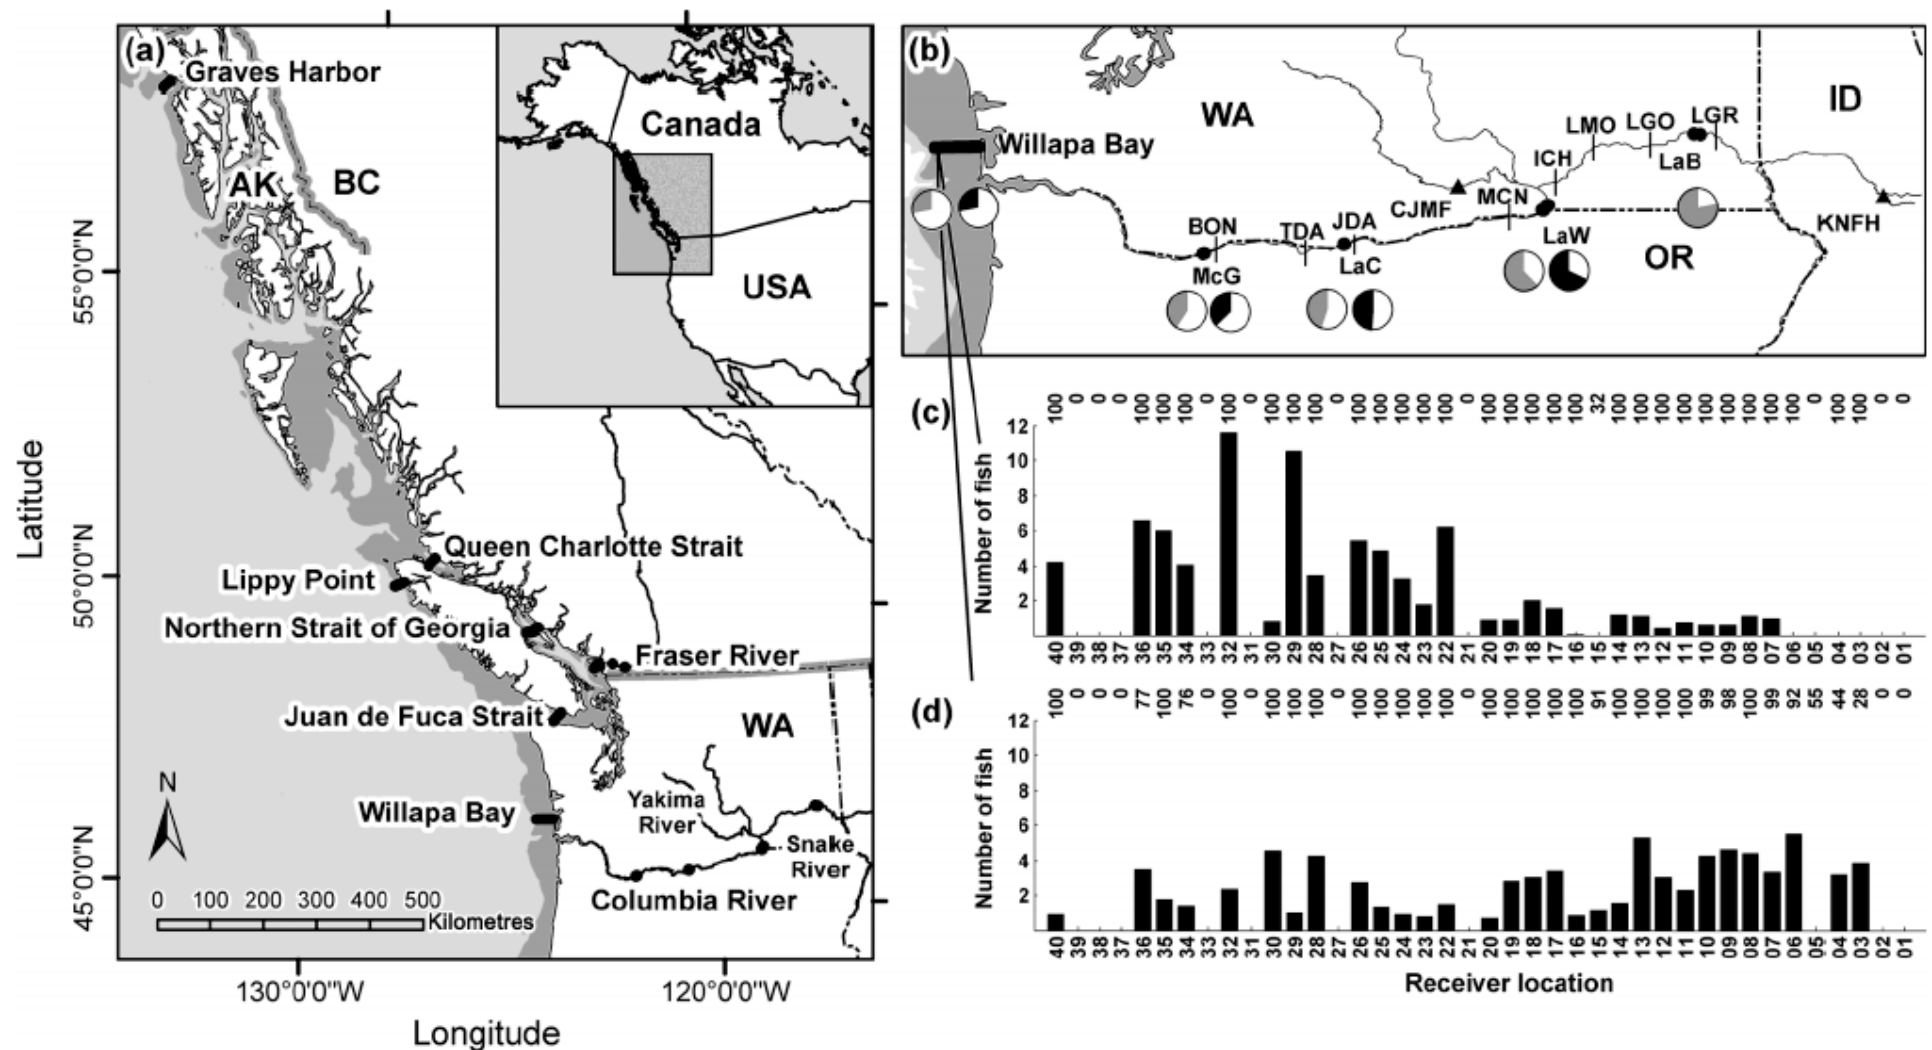 (a)
Graves Harbor
AK
BC
Canada
USA
Queen Charlotte Strait
Lippy Point
Northern Strait of Georgia
Fraser River
Juan de Fuca Strait
WA
Willapa Bay
Yakima
River
Snake
River
Columbia River
N
0 100 200 300 400 500
Kilometres
55°0'0"N
50°0'0"N
45°0'0"N
Latitude
130°0'0"W 120°0'0"W
Longitude
(b)
WA
ID
OR
Willapa Bay
LMO LGO LGR
LaB
ICH
MCN
CJMF
KNFH
BON TDA JDA
McG LaC LaW
(c)
100 0 0 0 100 100 100 0 100 0 100 100 100 0 100 100 100 100 100 0 100 100 100 100 100 32 100 100 100 100 100 100 100 100 100 0 100 100 0 0
Number of fish
12
10
8
6
4
2
40 39 38 37 36 35 34 33 32 31 30 29 28 27 26 25 24 23 22 21 20 19 18 17 16 15 14 13 12 11 10 09 08 07 06 05 04 03 02 01
(d)
100 0 0 0 77 100 76 0 100 0 100 100 100 0 100 100 100 100 100 0 100 100 100 100 100 91 100 100 100 100 99 98 100 99 92 55 44 28 0 0
Number of fish
12
10
8
6
4
2
40 39 38 37 36 35 34 33 32 31 30 29 28 27 26 25 24 23 22 21 20 19 18 17 16 15 14 13 12 11 10 09 08 07 06 05 04 03 02 01
Receiver location